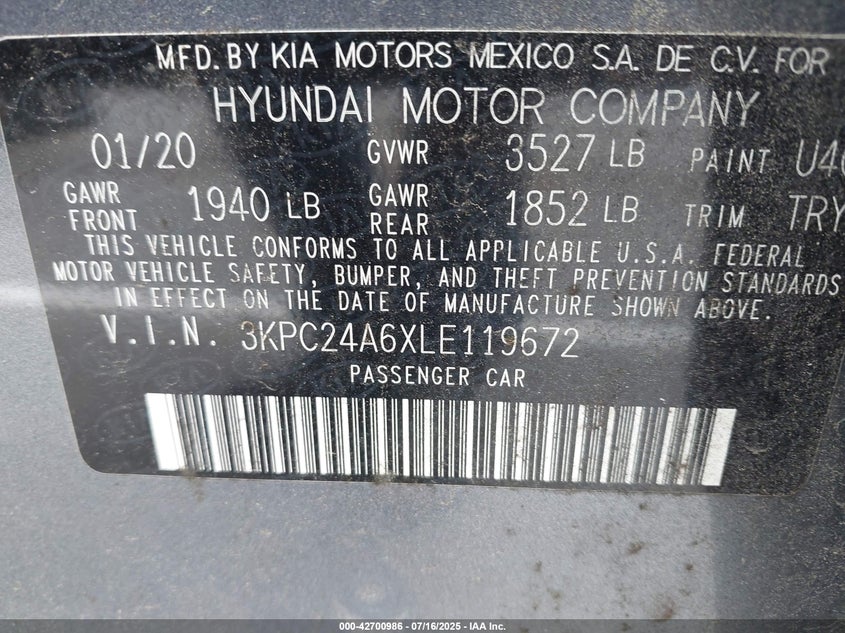 MFD. BY KIA MOTORS MEXICO S.A. DE C.V. FOR
HYUNDAI MOTOR COMPANY
01/20 GVWR 3527 LB PAINT
GAWR FRONT 1940 LB GAWR REAR 1852 LB TRIM TRY
THIS VEHICLE CONFORMS TO ALL APPLICABLE U.S.A. FEDERAL
MOTOR VEHICLE SAFETY, BUMPER, AND THEFT PREVENTION STANDARDS
IN EFFECT ON THE DATE OF MANUFACTURE SHOWN ABOVE.
V.I.N. 3KPC24A6XLE119672
PASSENGER CAR
000-42700986 - 07/16/2025 - IAA Inc.